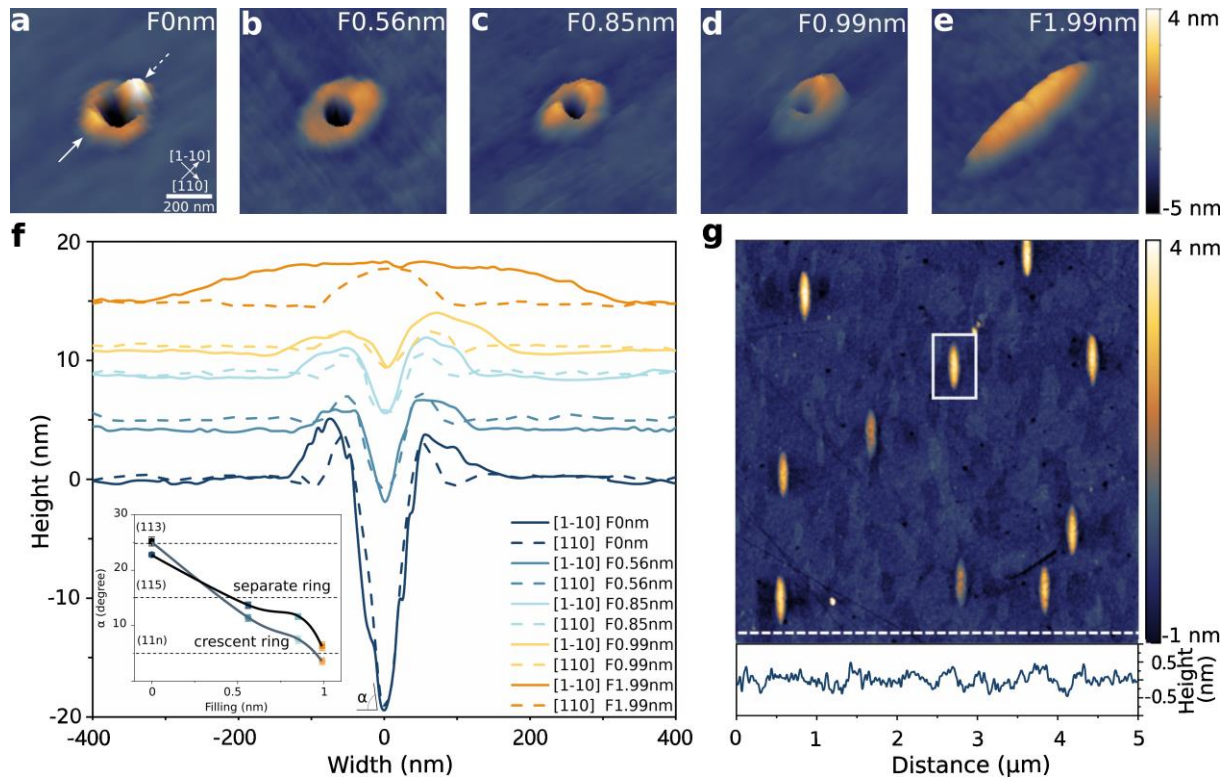 a F0nm
b F0.56nm
c F0.85nm
d F0.99nm
e F1.99nm
4 nm
-5 nm
[1-10]
[110]
200 nm
f
20
10
0
-10
-20
Height (nm)
-400 -200 0 200 400
Width (nm)
[1-10] F0nm
[110] F0nm
[1-10] F0.56nm
[110] F0.56nm
[1-10] F0.85nm
[110] F0.85nm
[1-10] F0.99nm
[110] F0.99nm
[1-10] F1.99nm
[110] F1.99nm
α
30
20
10
α (degree)
(113)
(115)
(11n)
separate ring
crescent ring
0 0.5 1
Filling (nm)
g
4 nm
-1 nm
0.5
-0.5
Height (nm)
0 1 2 3 4 5
Distance (μm)